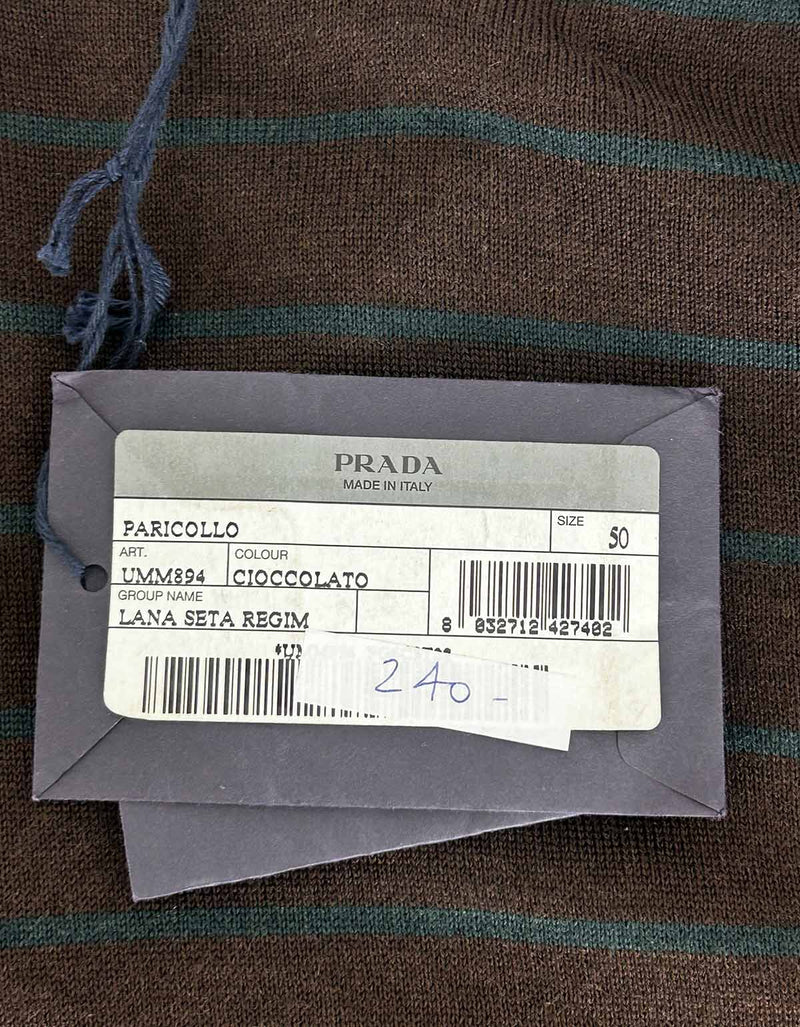 PRADA
MADE IN ITALY
PARICOLLO
SIZE 50
ART. COLOUR
UMM894 CIOCCOLATO
GROUP NAME
LANA SETA REGIM
8 032712 427402
240-